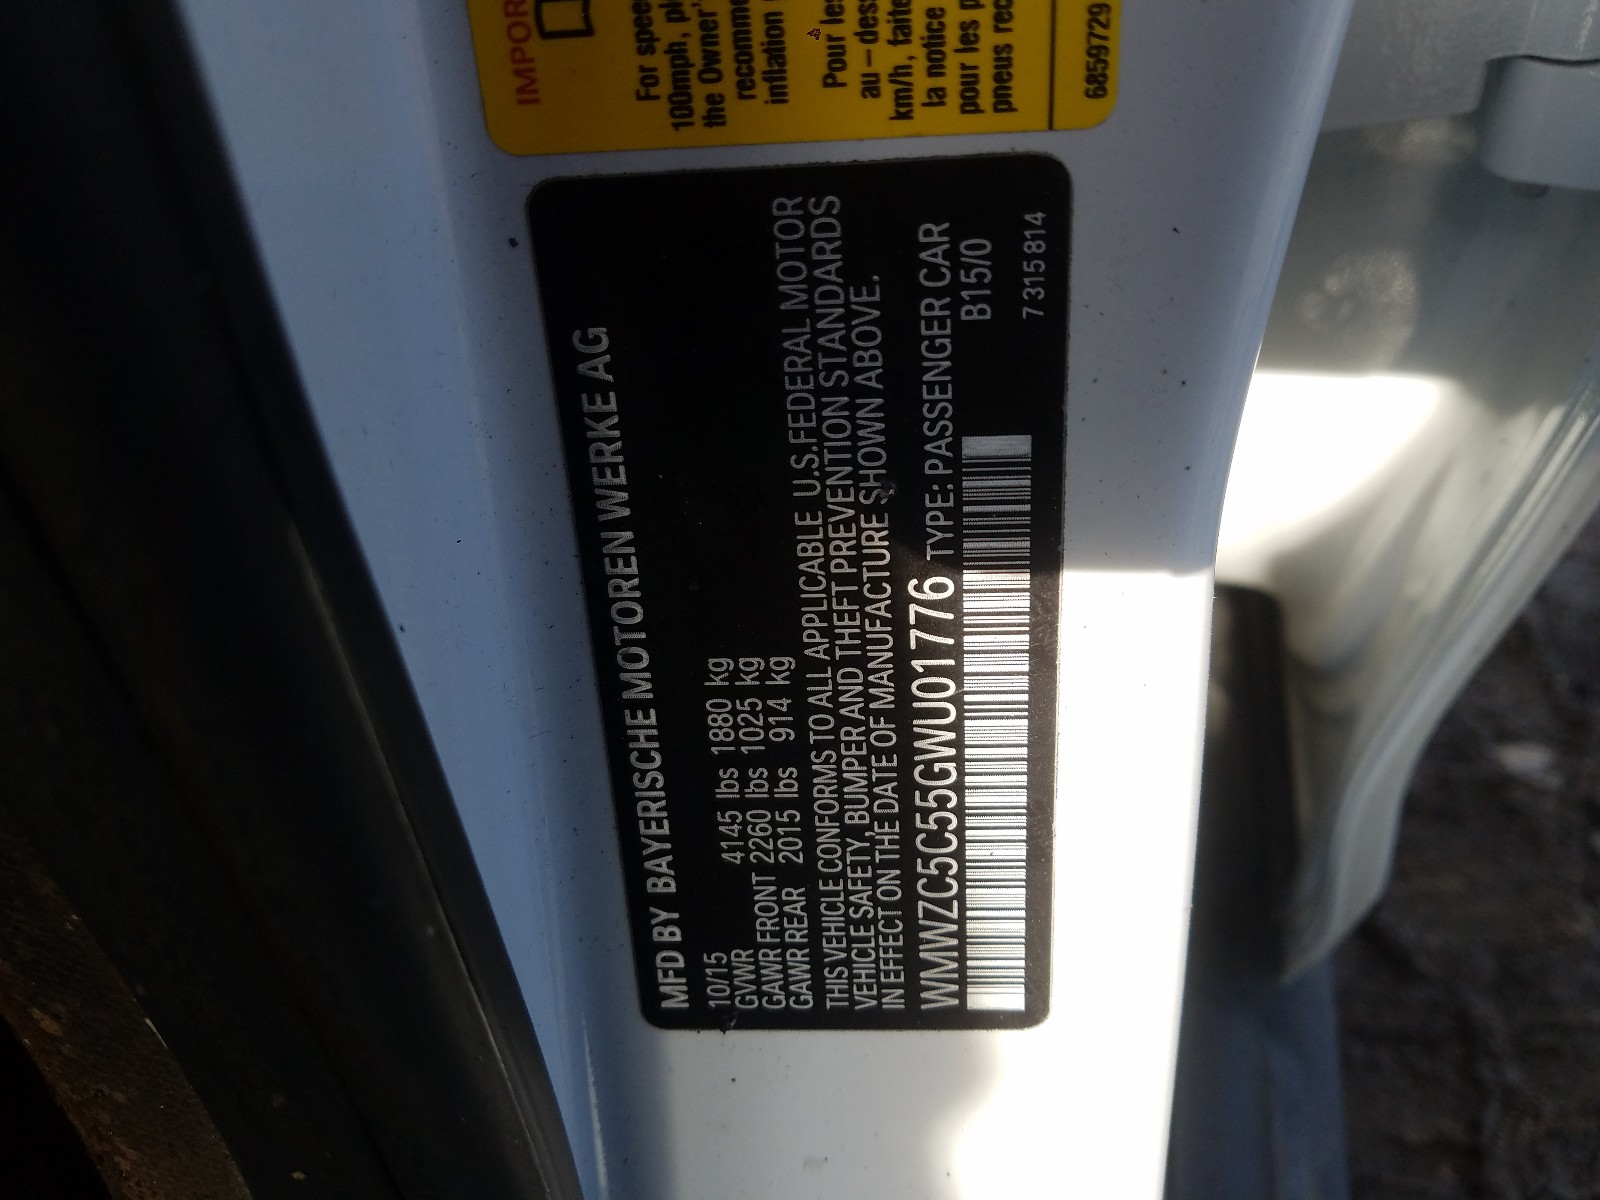 MFD BY BAYERISCHE MOTOREN WERKE AG
10/15
GVWR 4145 lbs 1880 kg
GAWR FRONT 2260 lbs 1025 kg
GAWR REAR 2015 lbs 914 kg
THIS VEHICLE CONFORMS TO ALL APPLICABLE U.S. FEDERAL MOTOR
VEHICLE SAFETY, BUMPER AND THEFT PREVENTION STANDARDS
IN EFFECT ON THE DATE OF MANUFACTURE SHOWN ABOVE.
WMWZC5C55GWU01776 TYPE: PASSENGER CAR
B15/0
7315814
IMPOR
For spee
100mph, pl
the Owner'
recomme
inflation
Pour les
au-dess
km/h, faite
la notice
pour les p
pneus rec
6859729